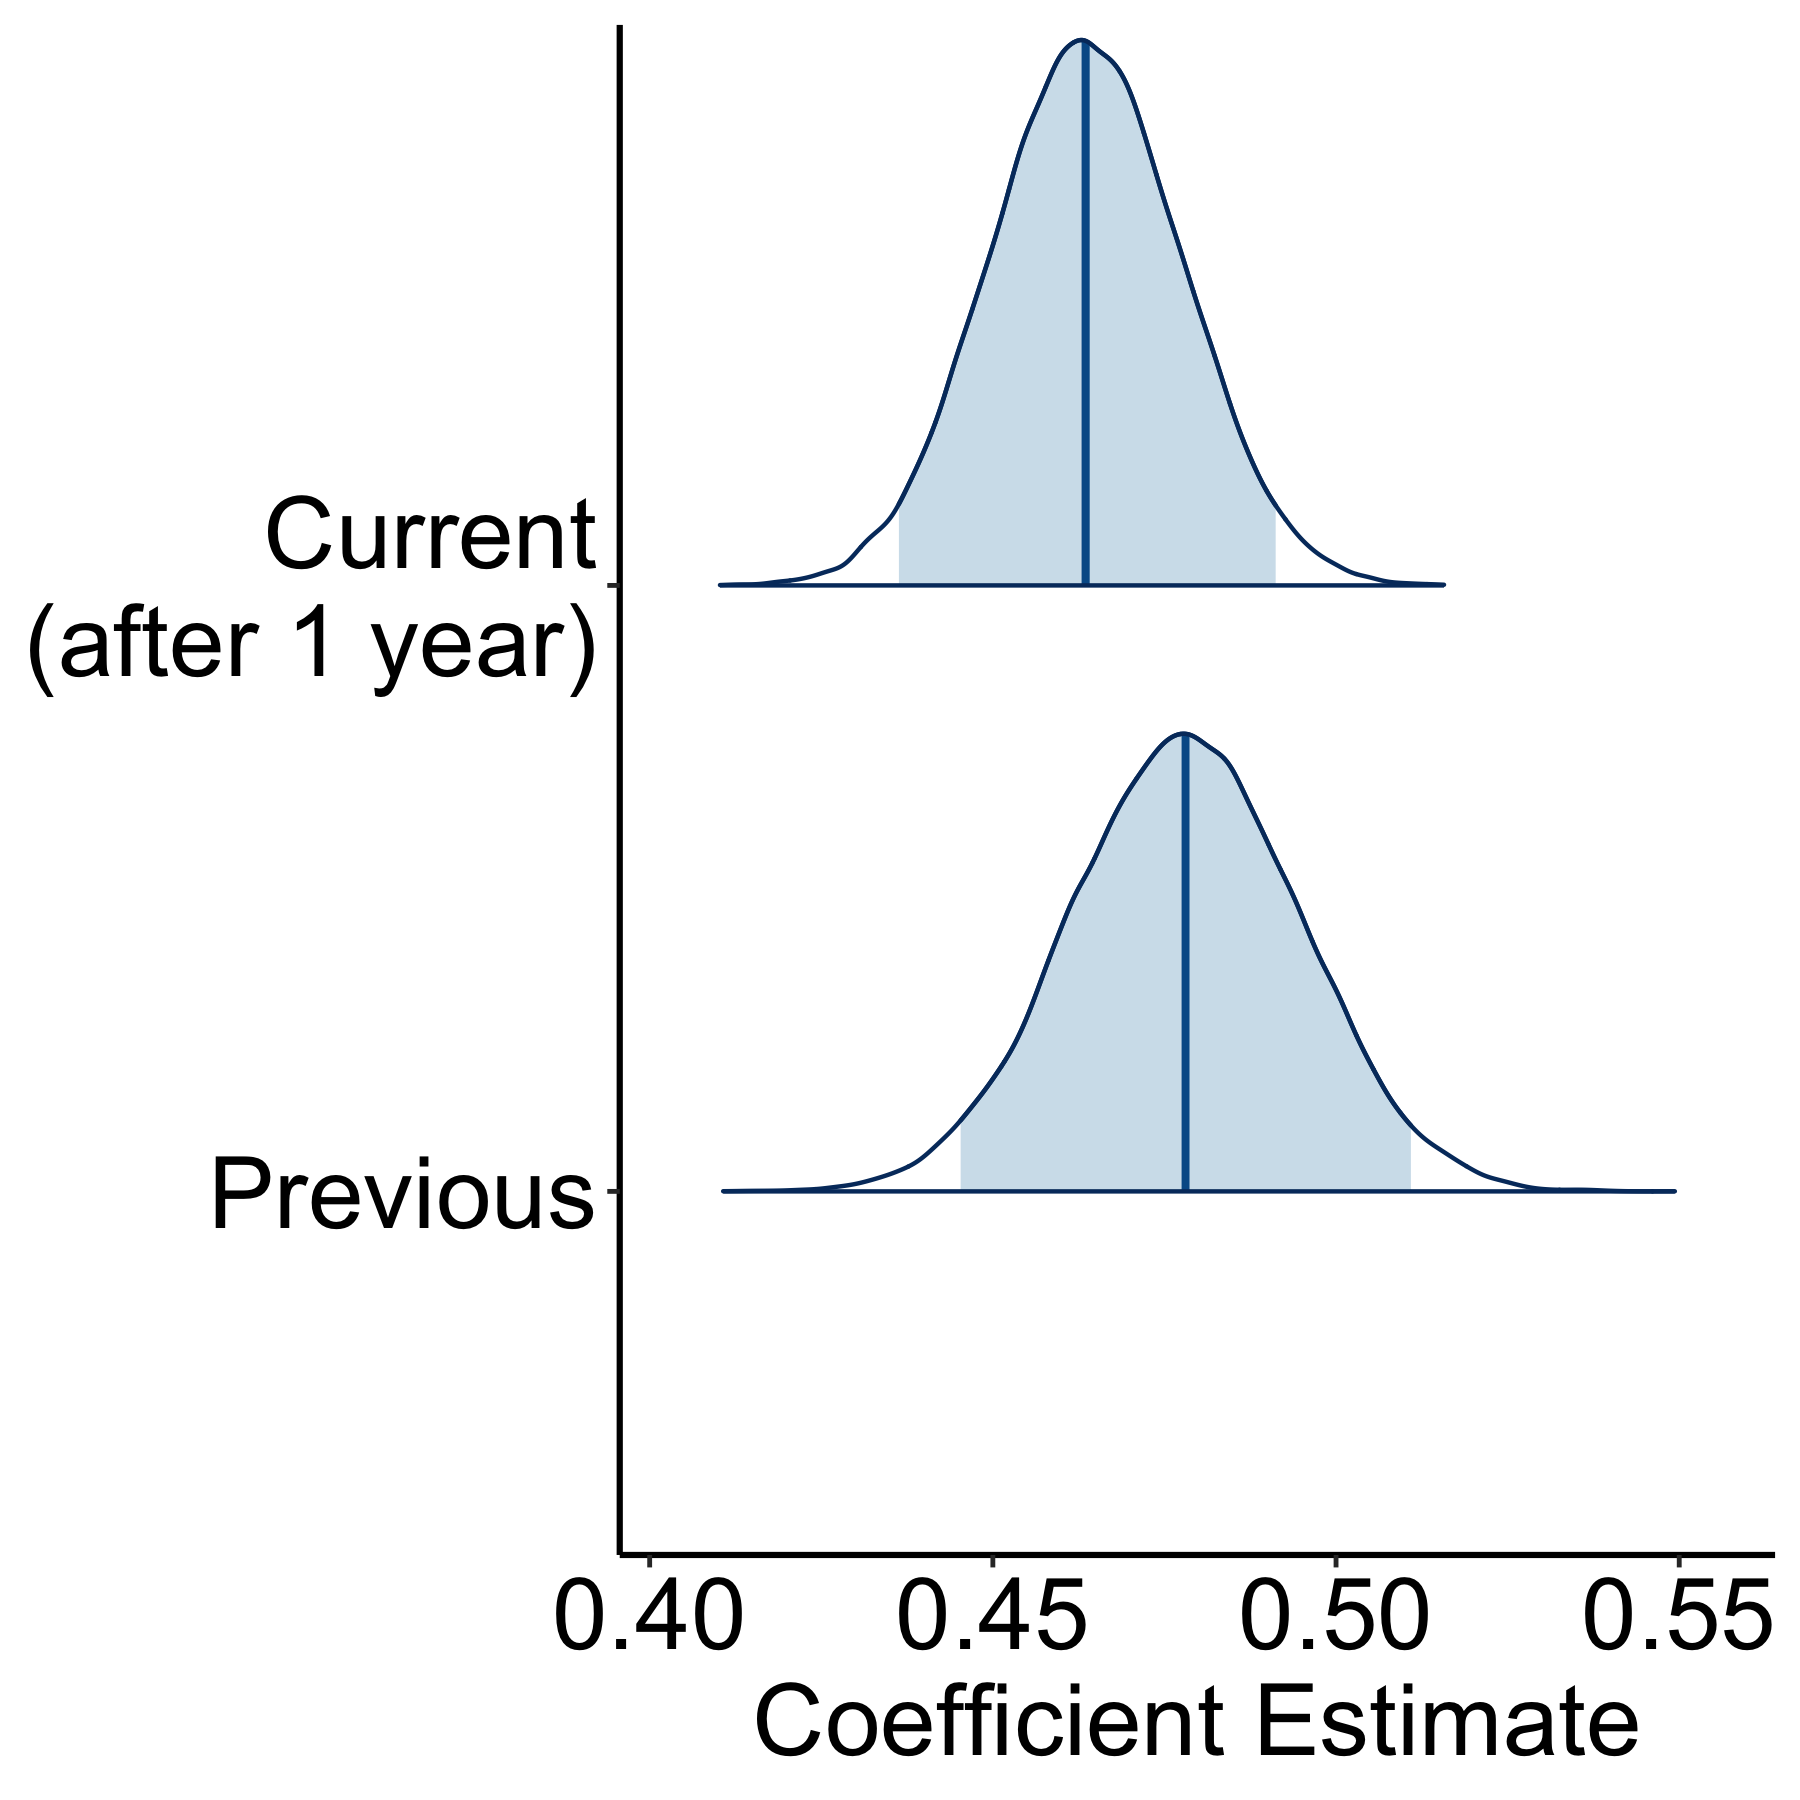 Current
(after 1 year)
Previous
0.40 0.45 0.50 0.55
Coefficient Estimate